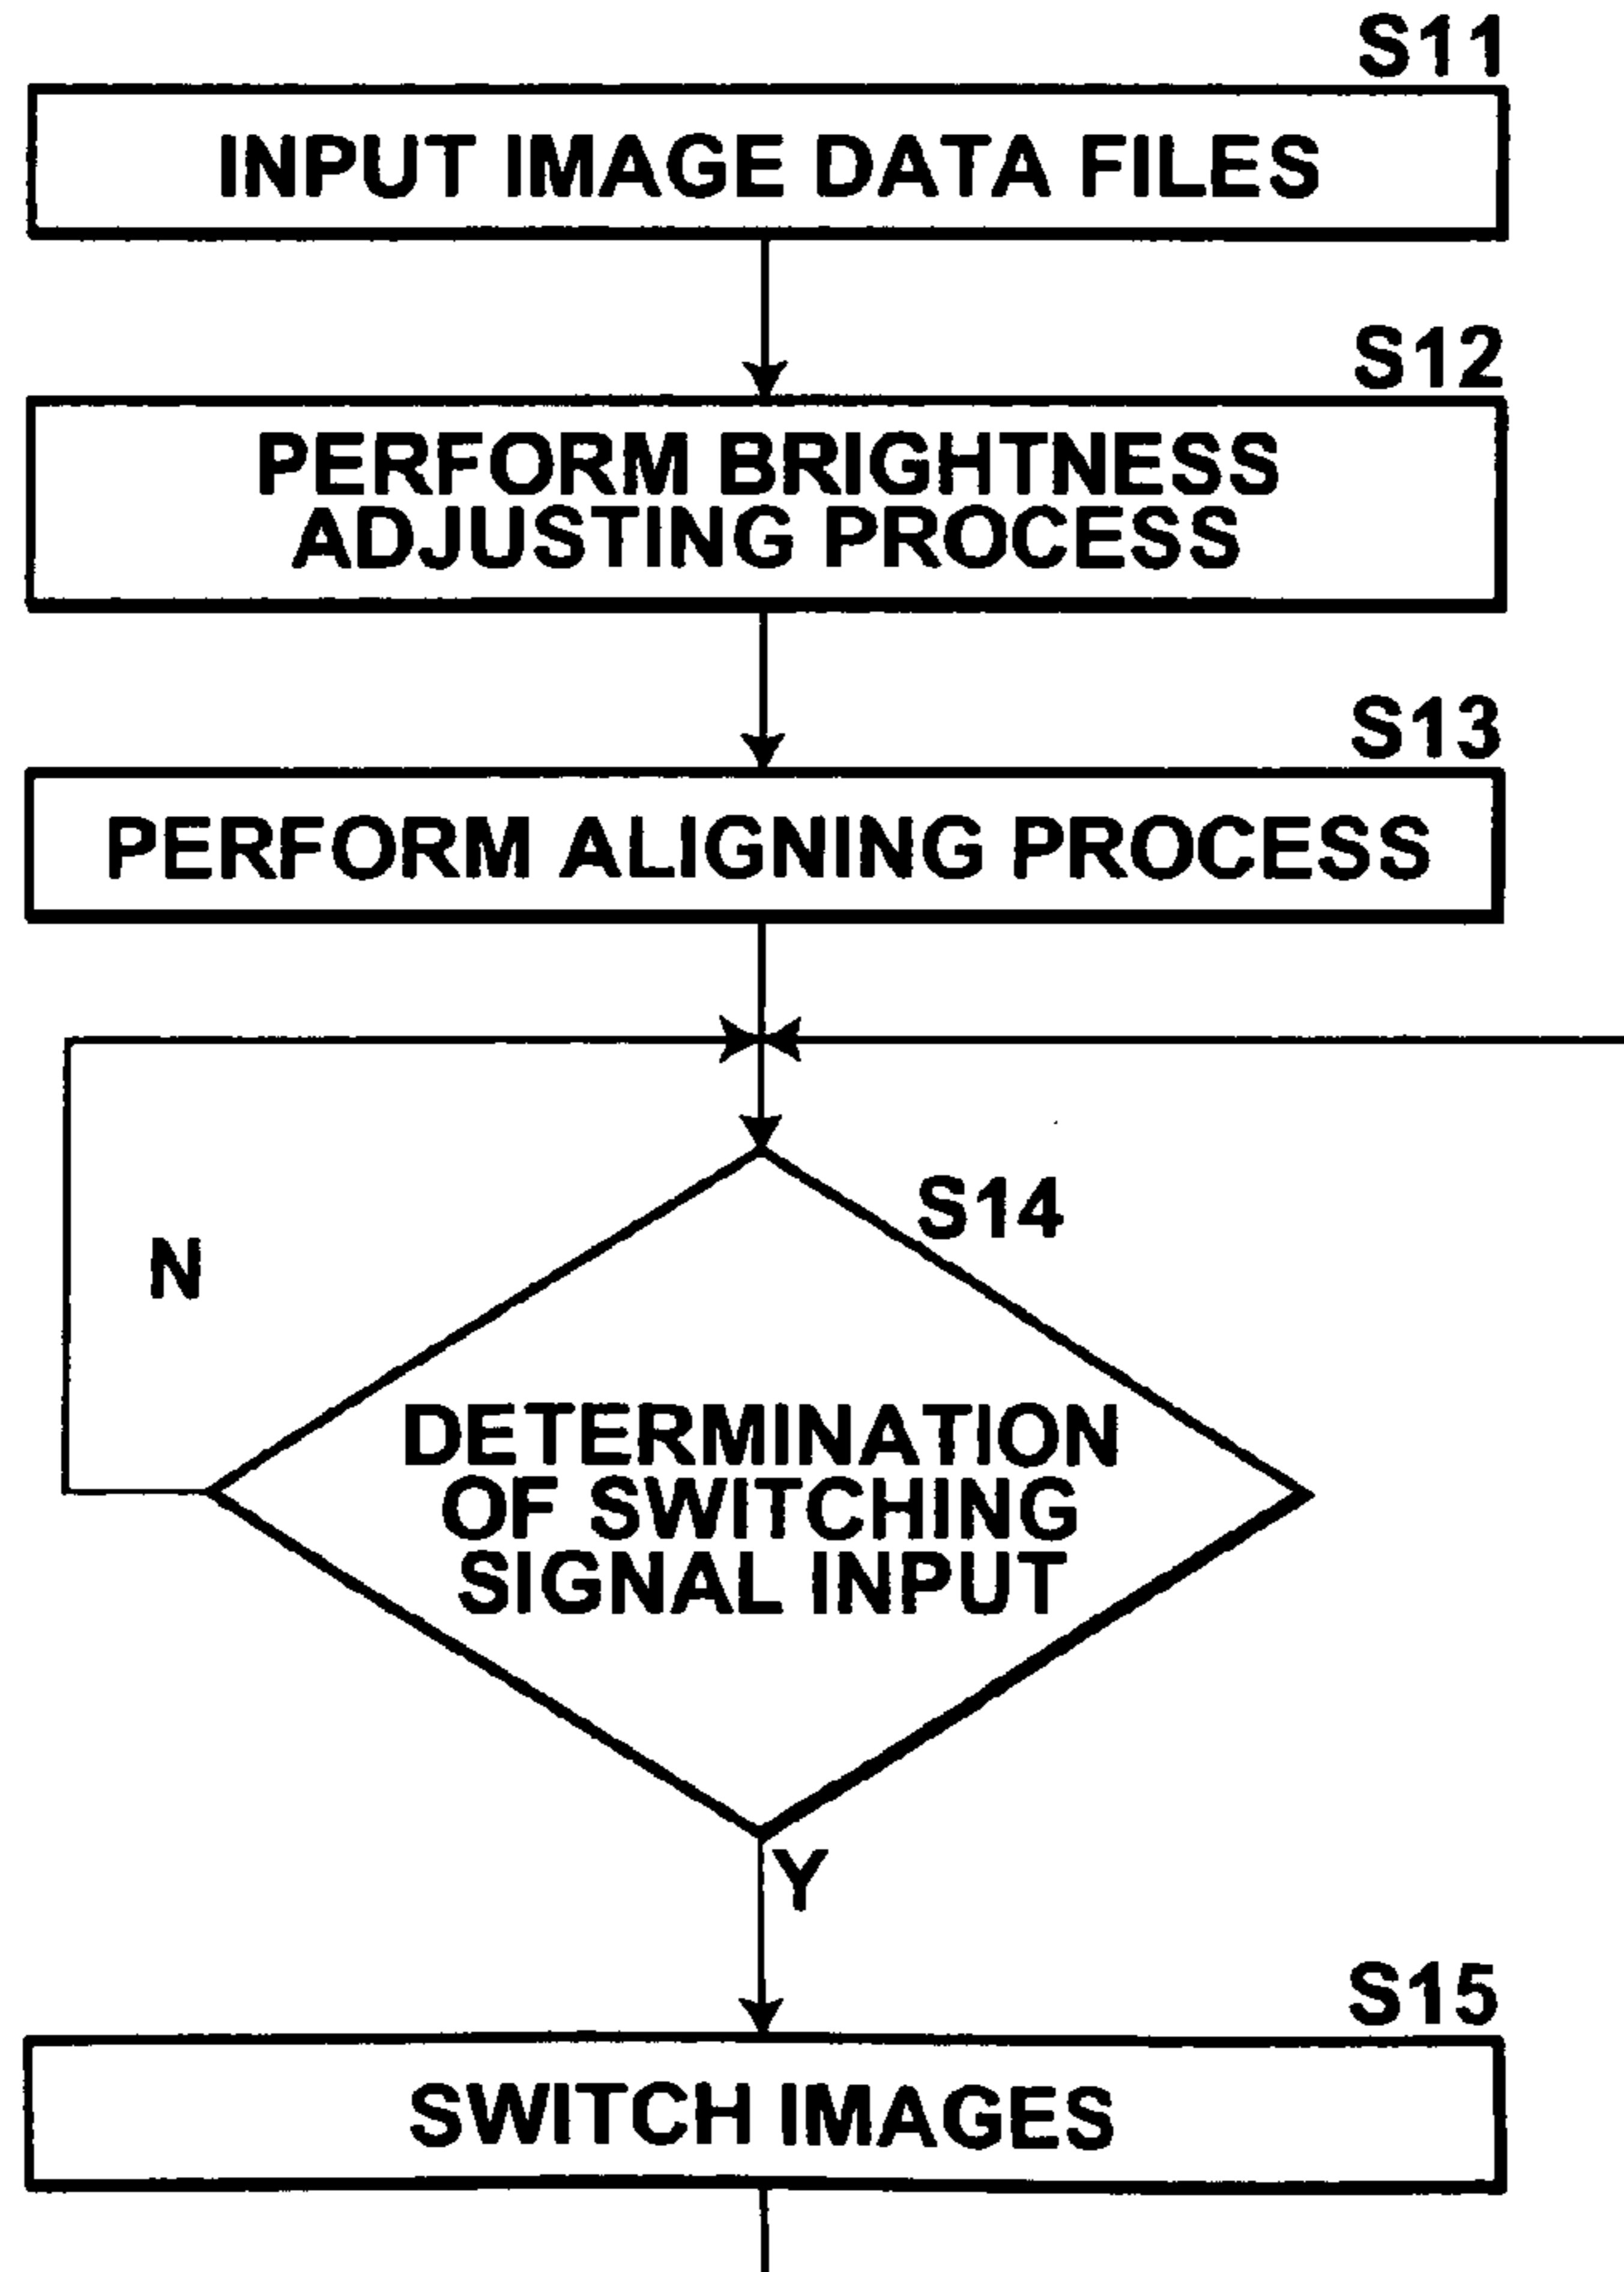 S11
INPUT IMAGE DATA FILES
S12
PERFORM BRIGHTNESS
ADJUSTING PROCESS
S13
PERFORM ALIGNING PROCESS
S14
N
DETERMINATION
OF SWITCHING
SIGNAL INPUT
Y
S15
SWITCH IMAGES